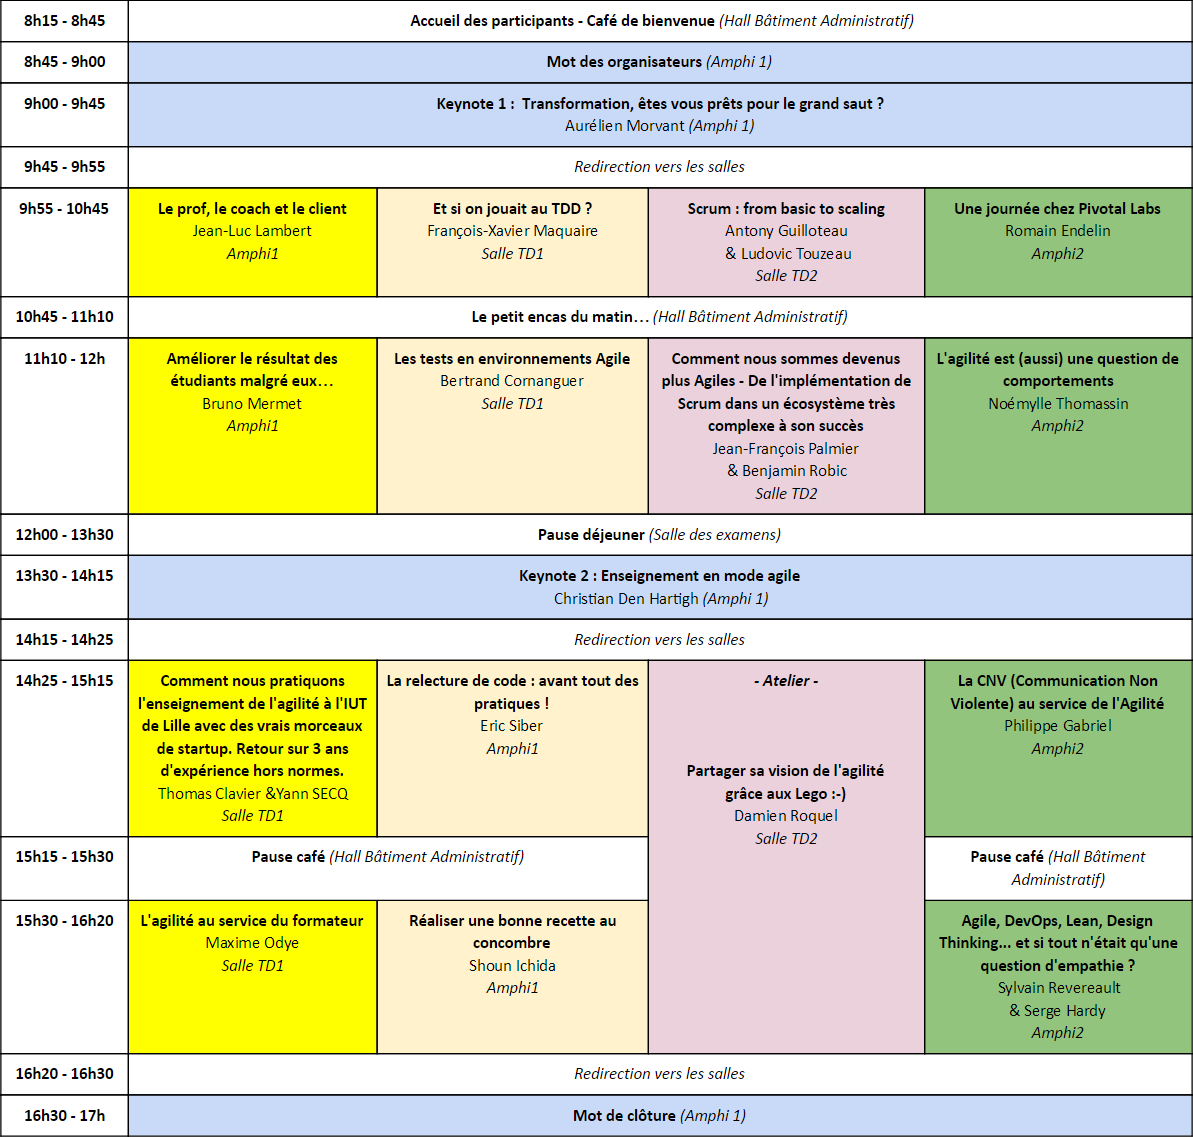 8h15 - 8h45
Accueil des participants - Café de bienvenue (Hall Bâtiment Administratif)
8h45 - 9h00
Mot des organisateurs (Amphi 1)
9h00 - 9h45
Keynote 1 :  Transformation, êtes vous prêts pour le grand saut ?
Aurélien Morvant (Amphi 1)
9h45 - 9h55
Redirection vers les salles
9h55 - 10h45
Le prof, le coach et le client
Jean-Luc Lambert
Amphi1
Et si on jouait au TDD ?
François-Xavier Maquaire
Salle TD1
Scrum : from basic to scaling
Antony Guilloteau
& Ludovic Touzeau
Salle TD2
Une journée chez Pivotal Labs
Romain Endelin
Amphi2
10h45 - 11h10
Le petit encas du matin… (Hall Bâtiment Administratif)
11h10 - 12h
Améliorer le résultat des
étudiants malgré eux…
Bruno Mermet
Amphi1
Les tests en environnements Agile
Bertrand Cornanguer
Salle TD1
Comment nous sommes devenus
plus Agiles - De l'implémentation de
Scrum dans un écosystème très
complexe à son succès
Jean-François Palmier
& Benjamin Robic
Salle TD2
L'agilité est (aussi) une question de
comportements
Noémylle Thomassin
Amphi2
12h00 - 13h30
Pause déjeuner (Salle des examens)
13h30 - 14h15
Keynote 2 : Enseignement en mode agile
Christian Den Hartigh (Amphi 1)
14h15 - 14h25
Redirection vers les salles
14h25 - 15h15
Comment nous pratiquons
l'enseignement de l'agilité à l'IUT
de Lille avec des vrais morceaux
de startup. Retour sur 3 ans
d'expérience hors normes.
Thomas Clavier &Yann SECQ
Salle TD1
La relecture de code : avant tout des
pratiques !
Eric Siber
Amphi1
- Atelier -
Partager sa vision de l'agilité
grâce aux Lego :-)
Damien Roquel
Salle TD2
La CNV (Communication Non
Violente) au service de l'Agilité
Philippe Gabriel
Amphi2
15h15 - 15h30
Pause café (Hall Bâtiment Administratif)
Pause café (Hall Bâtiment
Administratif)
15h30 - 16h20
L'agilité au service du formateur
Maxime Odye
Salle TD1
Réaliser une bonne recette au
concombre
Shoun Ichida
Amphi1
Agile, DevOps, Lean, Design
Thinking... et si tout n'était qu'une
question d'empathie ?
Sylvain Revereault
& Serge Hardy
Amphi2
16h20 - 16h30
Redirection vers les salles
16h30 - 17h
Mot de clôture (Amphi 1)